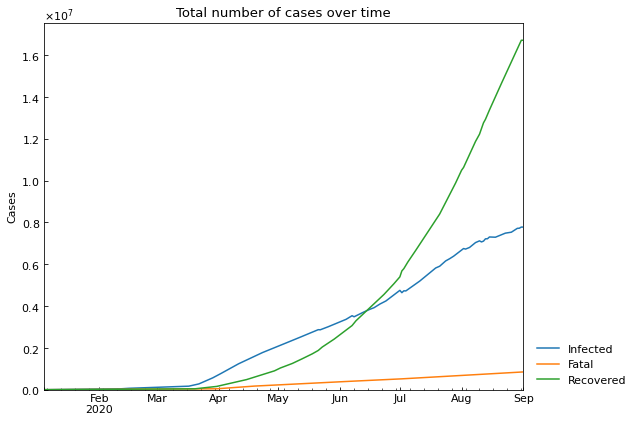 Total number of cases over time
×10⁷
1.6
1.4
1.2
1.0
0.8
0.6
0.4
0.2
0.0
Cases
Feb Mar Apr May Jun Jul Aug Sep
2020
Infected
Fatal
Recovered